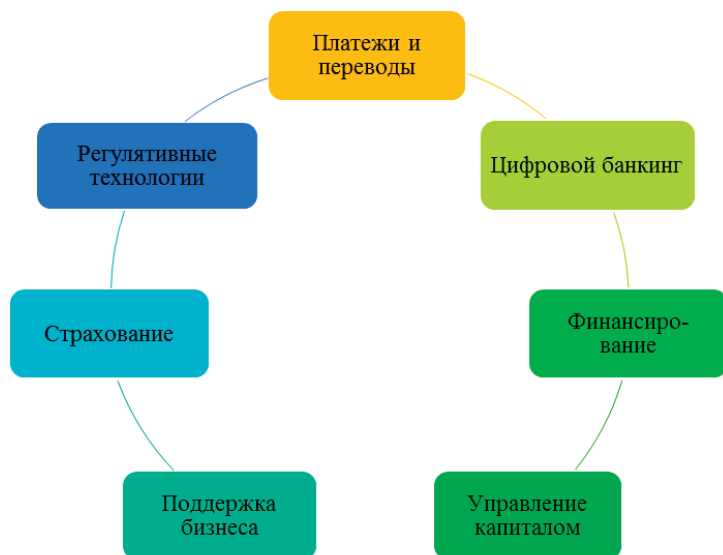 Платежи и
переводы
Регулятивные
технологии
Цифровой банкинг
Страхование
Финансиро-
вание
Поддержка
бизнеса
Управление
капиталом